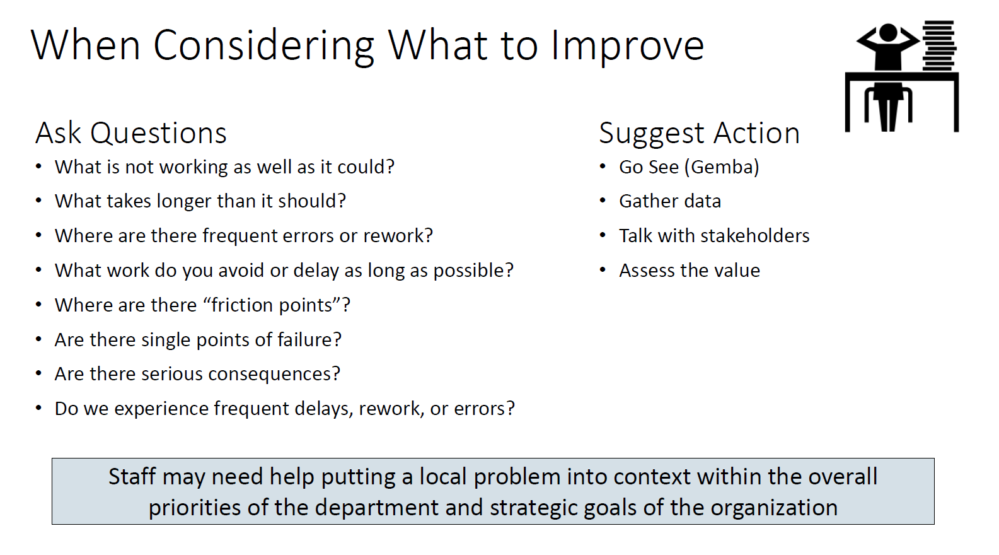 When Considering What to Improve
Ask Questions
• What is not working as well as it could?
• What takes longer than it should?
• Where are there frequent errors or rework?
• What work do you avoid or delay as long as possible?
• Where are there “friction points”?
• Are there single points of failure?
• Are there serious consequences?
• Do we experience frequent delays, rework, or errors?
Suggest Action
• Go See (Gemba)
• Gather data
• Talk with stakeholders
• Assess the value
Staff may need help putting a local problem into context within the overall
priorities of the department and strategic goals of the organization